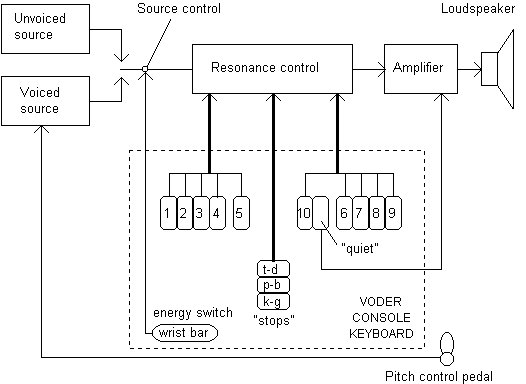 Source control
Loudspeaker
Unvoiced
source
Voiced
source
Resonance control
Amplifier
1 2 3 4 5
10 6 7 8 9
"quiet"
t-d
p-b
k-g
"stops"
energy switch
wrist bar
VODER
CONSOLE
KEYBOARD
Pitch control pedal